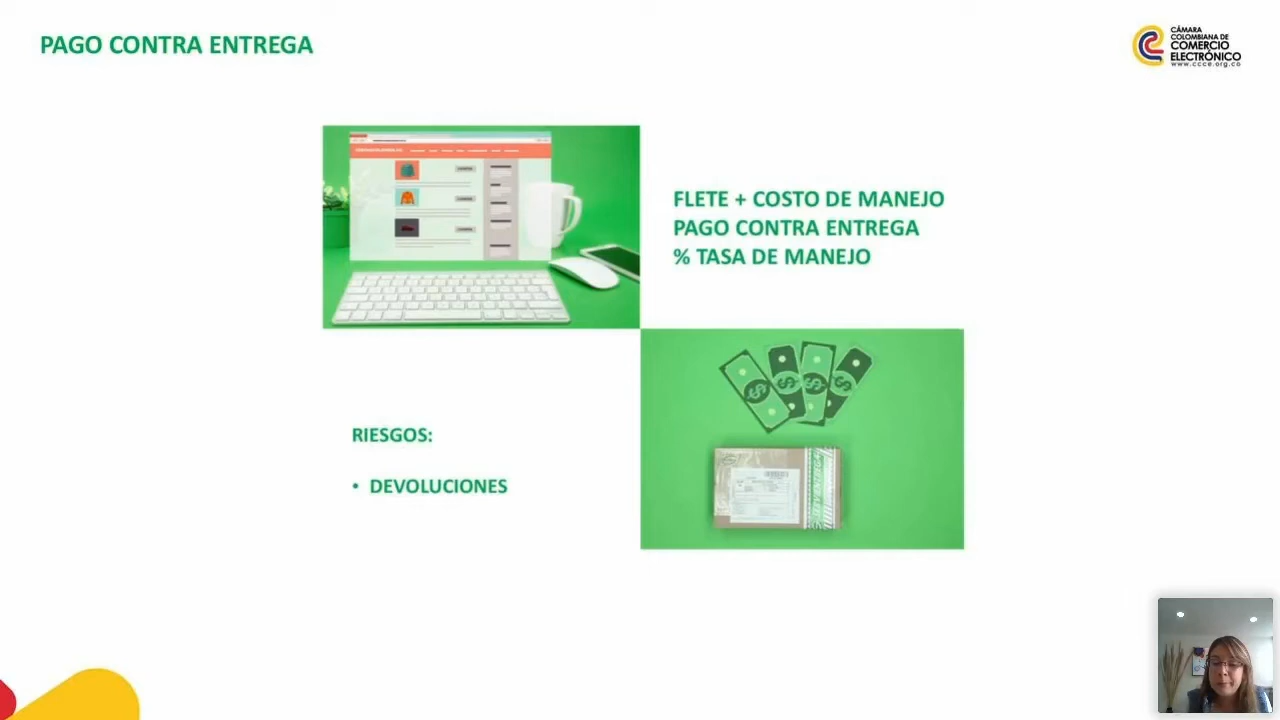 PAGO CONTRA ENTREGA
CÁMARA
COLOMBIANA DE
COMERCIO
ELECTRÓNICO
www.ccce.org.co
FLETE + COSTO DE MANEJO
PAGO CONTRA ENTREGA
% TASA DE MANEJO
RIESGOS:
• DEVOLUCIONES